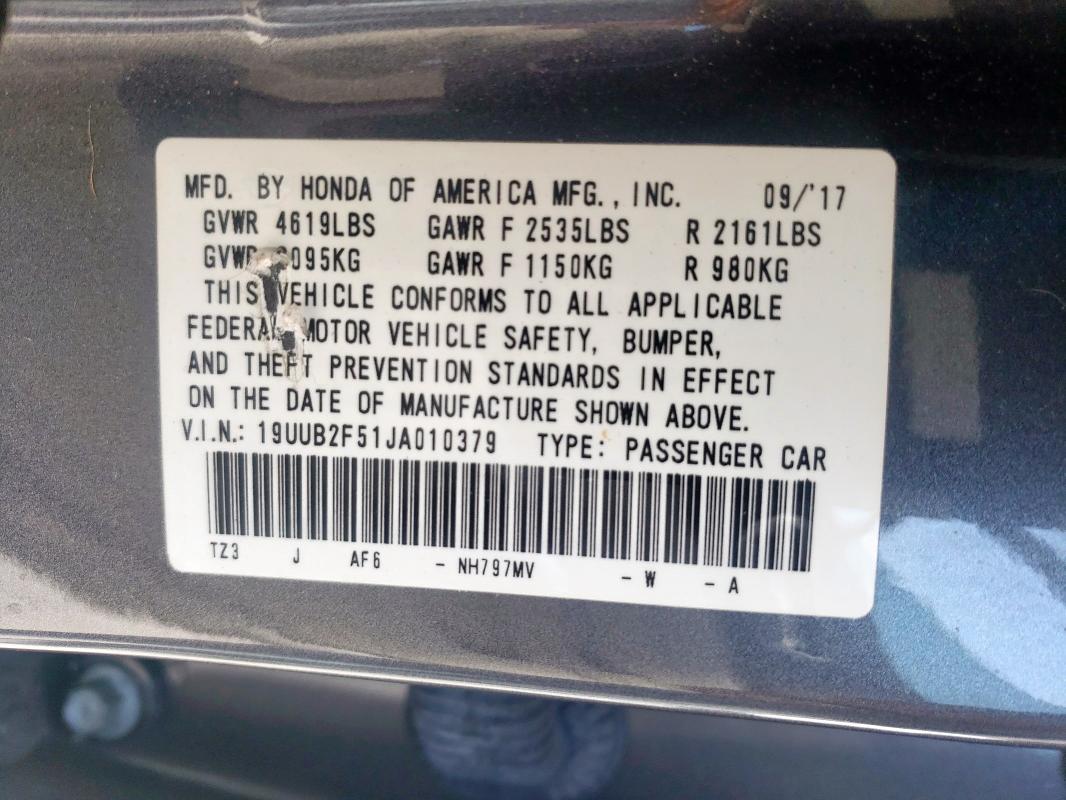 MFD. BY HONDA OF AMERICA MFG., INC. 09/'17
GVWR 4619LBS GAWR F 2535LBS R 2161LBS
GAWR F 1150KG R 980KG
THIS VEHICLE CONFORMS TO ALL APPLICABLE
FEDERAL MOTOR VEHICLE SAFETY, BUMPER,
AND THEFT PREVENTION STANDARDS IN EFFECT
ON THE DATE OF MANUFACTURE SHOWN ABOVE.
V.I.N.: 19UUB2F51JA010379 TYPE: PASSENGER CAR
TZ3 J AF6 - NH797MV - W - A